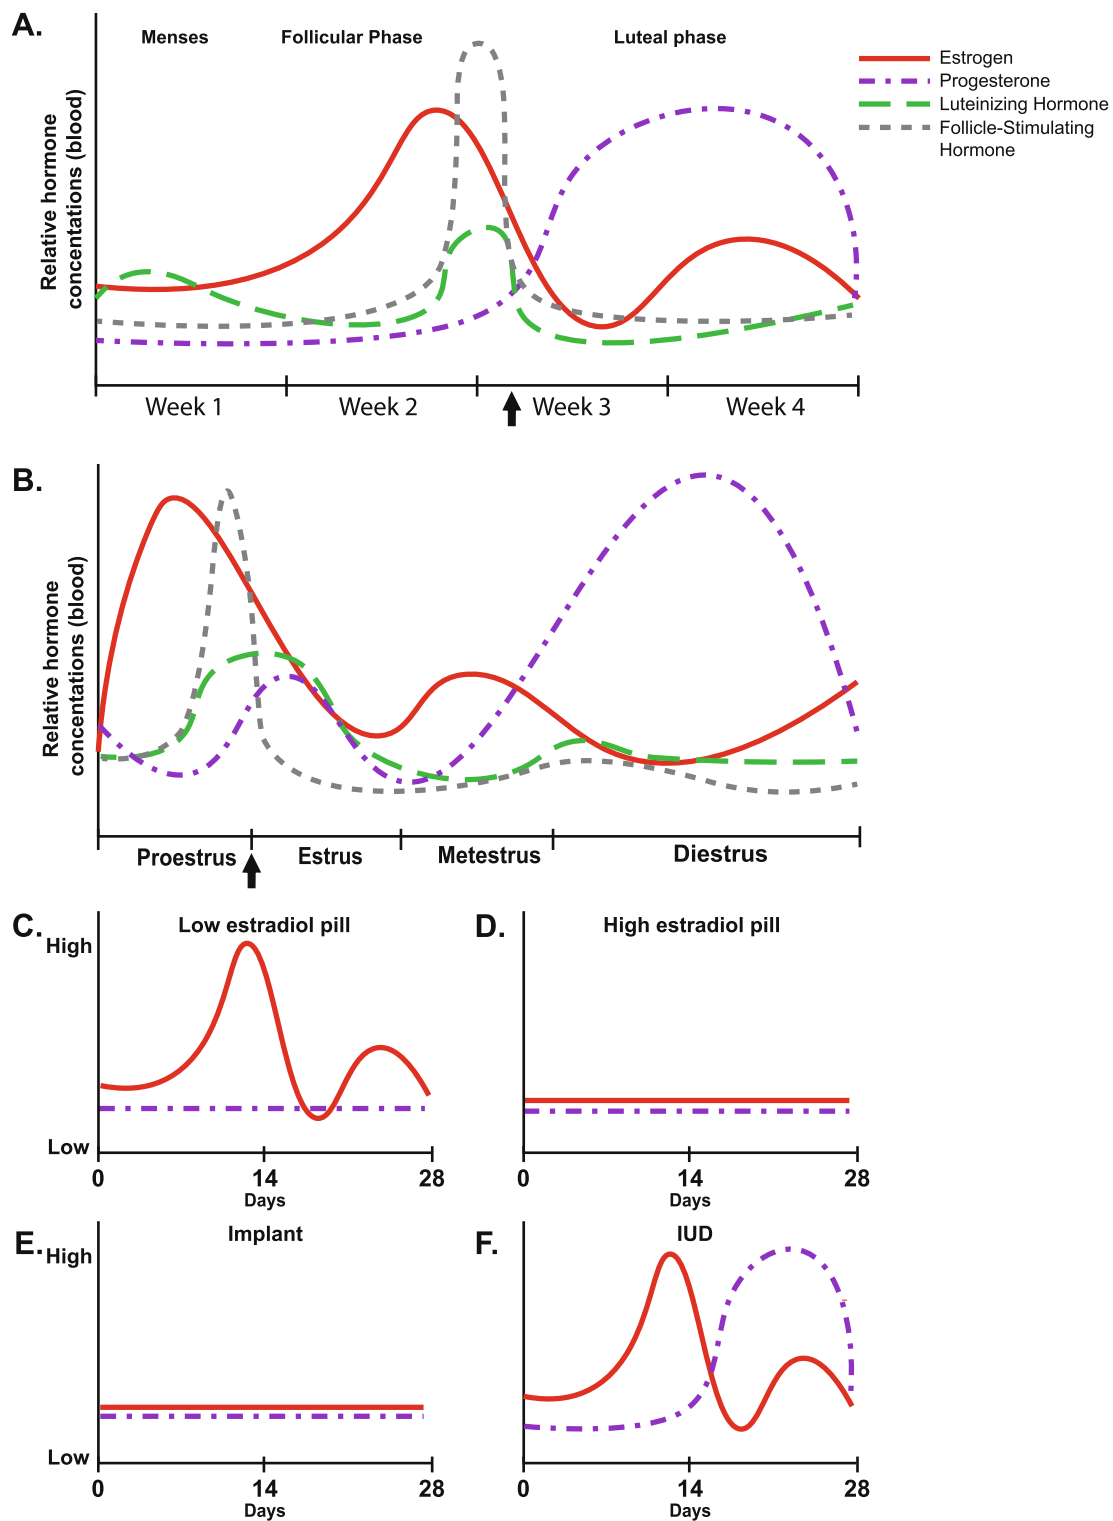 A.
Menses
Follicular Phase
Luteal phase
Estrogen
Progesterone
Luteinizing Hormone
Follicle-Stimulating
Hormone
Relative hormone
concentations (blood)
Week 1
Week 2
Week 3
Week 4
B.
Relative hormone
concentations (blood)
Proestrus
Estrus
Metestrus
Diestrus
C.
Low estradiol pill
High
Low
0
14
28
Days
D.
High estradiol pill
0
14
28
Days
E.
Implant
High
Low
0
14
28
Days
F.
IUD
0
14
28
Days